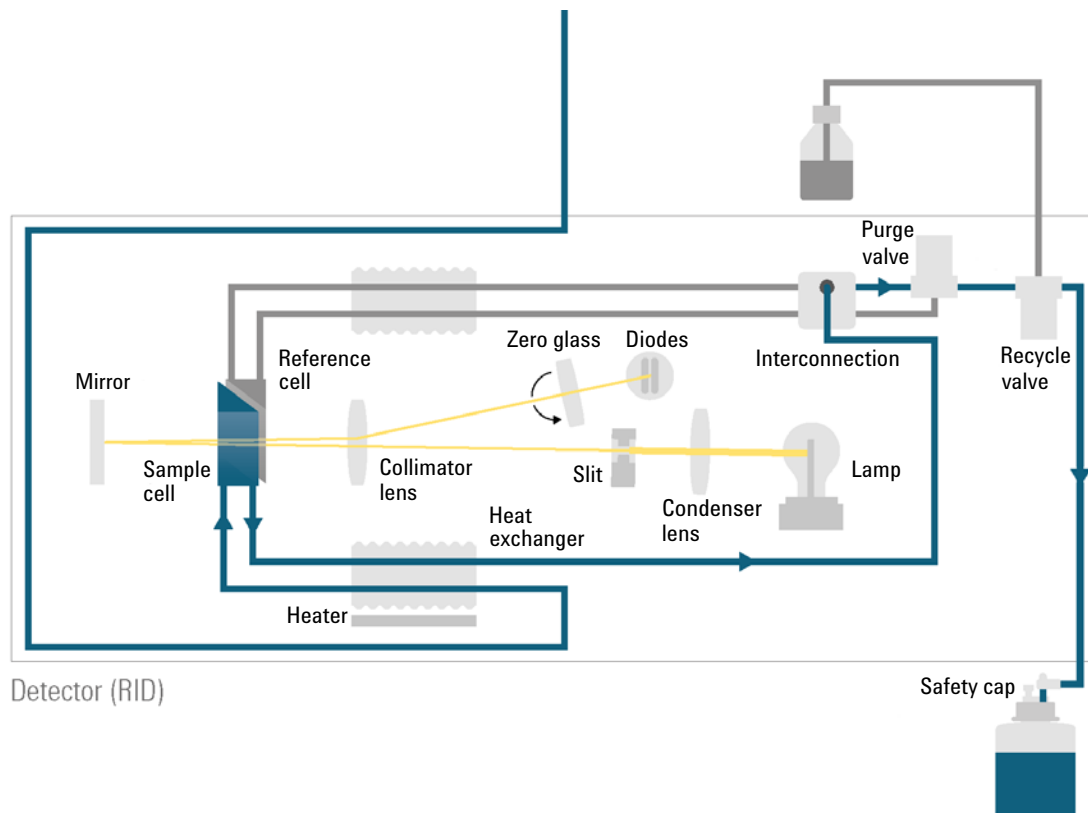 Purge
valve
Zero glass
Diodes
Interconnection
Recycle
valve
Reference
cell
Mirror
Sample
cell
Collimator
lens
Slit
Condenser
lens
Lamp
Heat
exchanger
Heater
Detector (RID)
Safety cap